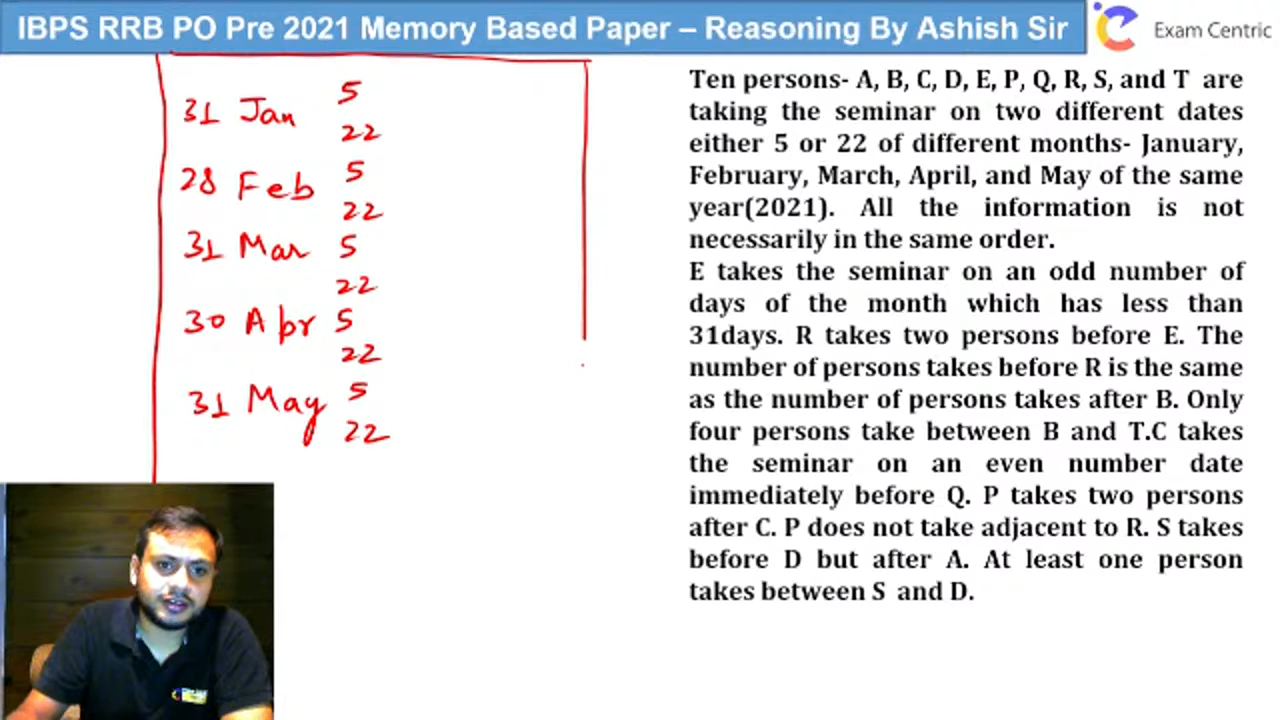 IBPS RRB PO Pre 2021 Memory Based Paper – Reasoning By Ashish Sir
Exam Centric
31 Jan 5
22
28 Feb 5
22
31 Mar 5
22
30 Apr 5
22
31 May 5
22
Ten persons- A, B, C, D, E, P, Q, R, S, and T are
taking the seminar on two different dates
either 5 or 22 of different months- January,
February, March, April, and May of the same
year(2021). All the information is not
necessarily in the same order.
E takes the seminar on an odd number of
days of the month which has less than
31days. R takes two persons before E. The
number of persons takes before R is the same
as the number of persons takes after B. Only
four persons take between B and T.C takes
the seminar on an even number date
immediately before Q. P takes two persons
after C. P does not take adjacent to R. S takes
before D but after A. At least one person
takes between S and D.